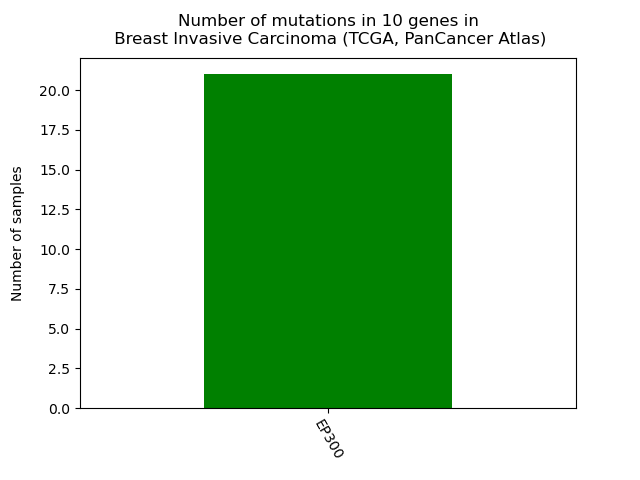 Number of mutations in 10 genes in
Breast Invasive Carcinoma (TCGA, PanCancer Atlas)
Number of samples
20.0
17.5
15.0
12.5
10.0
7.5
5.0
2.5
0.0
EP300